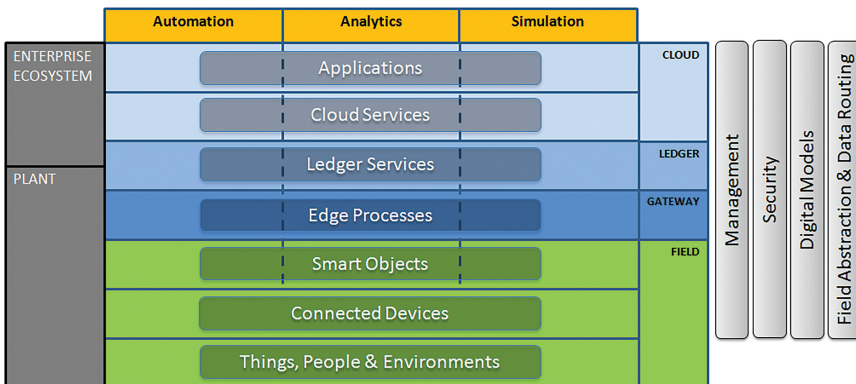 Automation
Analytics
Simulation
ENTERPRISE
ECOSYSTEM
PLANT
Applications
Cloud Services
Ledger Services
Edge Processes
Smart Objects
Connected Devices
Things, People & Environments
CLOUD
LEDGER
GATEWAY
FIELD
Management
Security
Digital Models
Field Abstraction & Data Routing